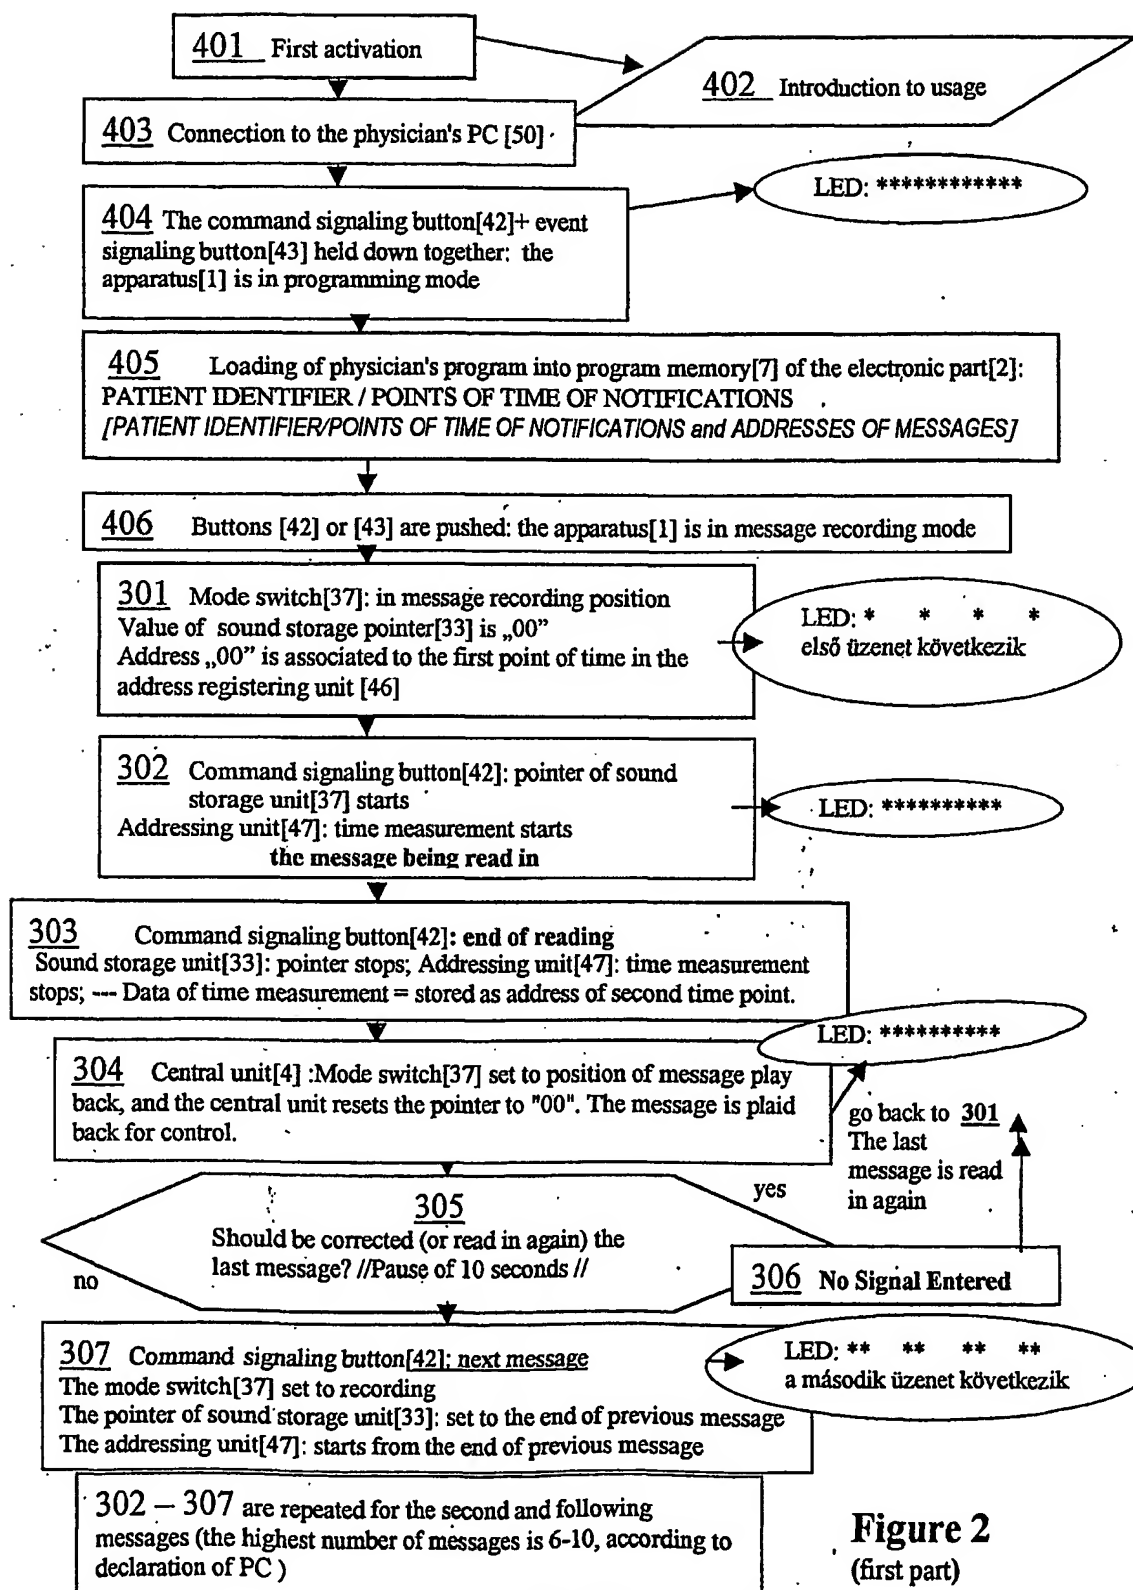 401 First activation
402 Introduction to usage
403 Connection to the physician's PC [50]
LED: ************
404 The command signaling button[42]+ event
signaling button[43] held down together: the
apparatus[1] is in programming mode
405 Loading of physician's program into program memory[7] of the electronic part[2]:
PATIENT IDENTIFIER / POINTS OF TIME OF NOTIFICATIONS
[PATIENT IDENTIFIER/POINTS OF TIME OF NOTIFICATIONS and ADDRESSES OF MESSAGES]
406 Buttons [42] or [43] are pushed: the apparatus[1] is in message recording mode
301 Mode switch[37]: in message recording position
Value of sound storage pointer[33] is „00”
Address „00” is associated to the first point of time in the
address registering unit [46]
LED: * * * *
első üzenet következik
302 Command signaling button[42]: pointer of sound
storage unit[37] starts
Addressing unit[47]: time measurement starts
the message being read in
LED: **********
303 Command signaling button[42]: end of reading
Sound storage unit[33]: pointer stops; Addressing unit[47]: time measurement
stops; --- Data of time measurement = stored as address of second time point.
LED: **********
304 Central unit[4] :Mode switch[37] set to position of message play
back, and the central unit resets the pointer to "00". The message is plaid
back for control.
go back to 301
The last
message is read
in again
yes
305
Should be corrected (or read in again) the
last message? //Pause of 10 seconds //
no
306 No Signal Entered
307 Command signaling button[42]: next message
The mode switch[37] set to recording
The pointer of sound storage unit[33]: set to the end of previous message
The addressing unit[47]: starts from the end of previous message
LED: ** ** ** **
a második üzenet következik
302 – 307 are repeated for the second and following
messages (the highest number of messages is 6-10, according to
declaration of PC )
Figure 2
(first part)